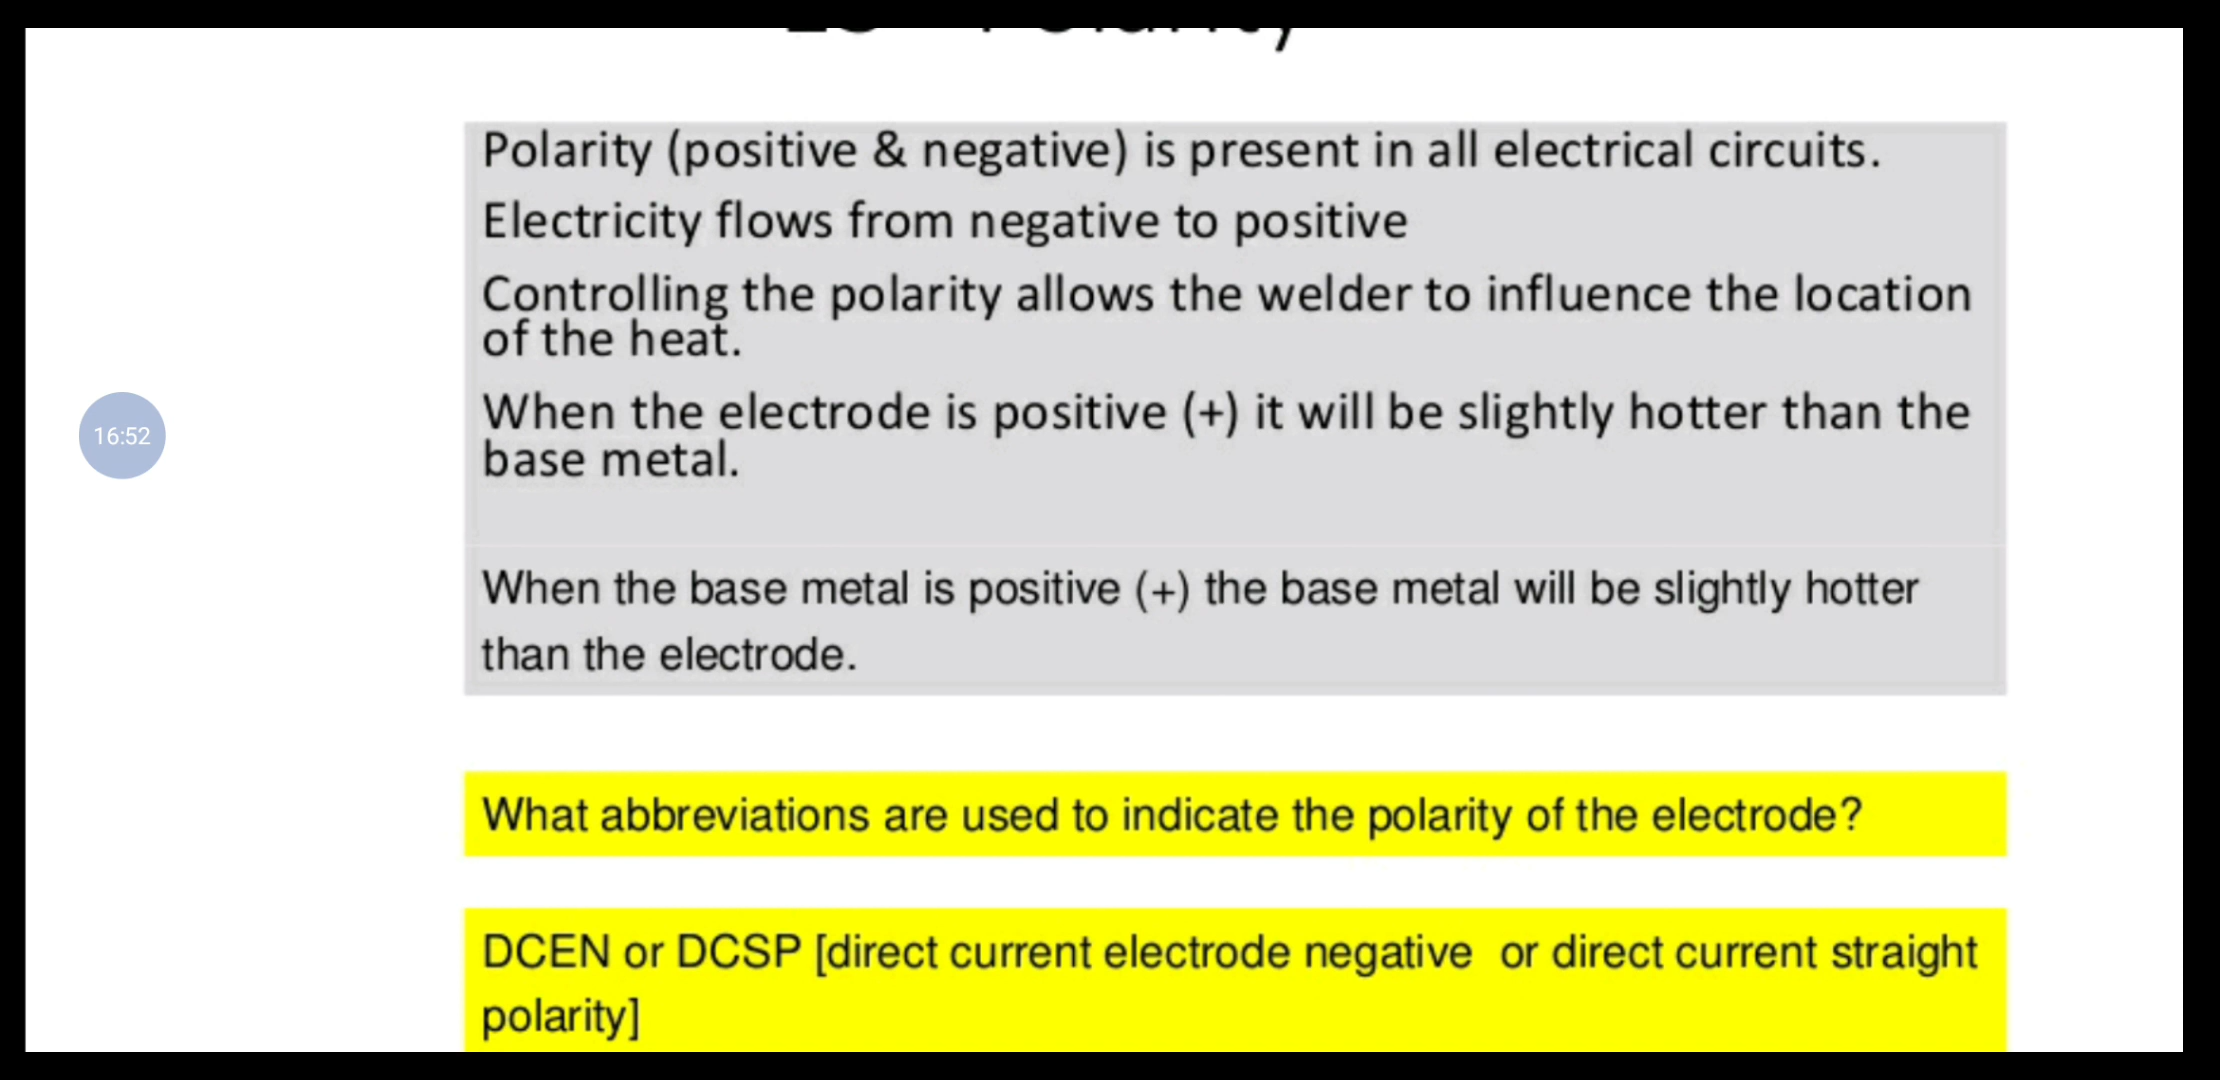 Polarity
Polarity (positive & negative) is present in all electrical circuits.
Electricity flows from negative to positive
Controlling the polarity allows the welder to influence the location
of the heat.
When the electrode is positive (+) it will be slightly hotter than the
base metal.
16:52
When the base metal is positive (+) the base metal will be slightly hotter
than the electrode.
What abbreviations are used to indicate the polarity of the electrode?
DCEN or DCSP [direct current electrode negative or direct current straight
polarity]